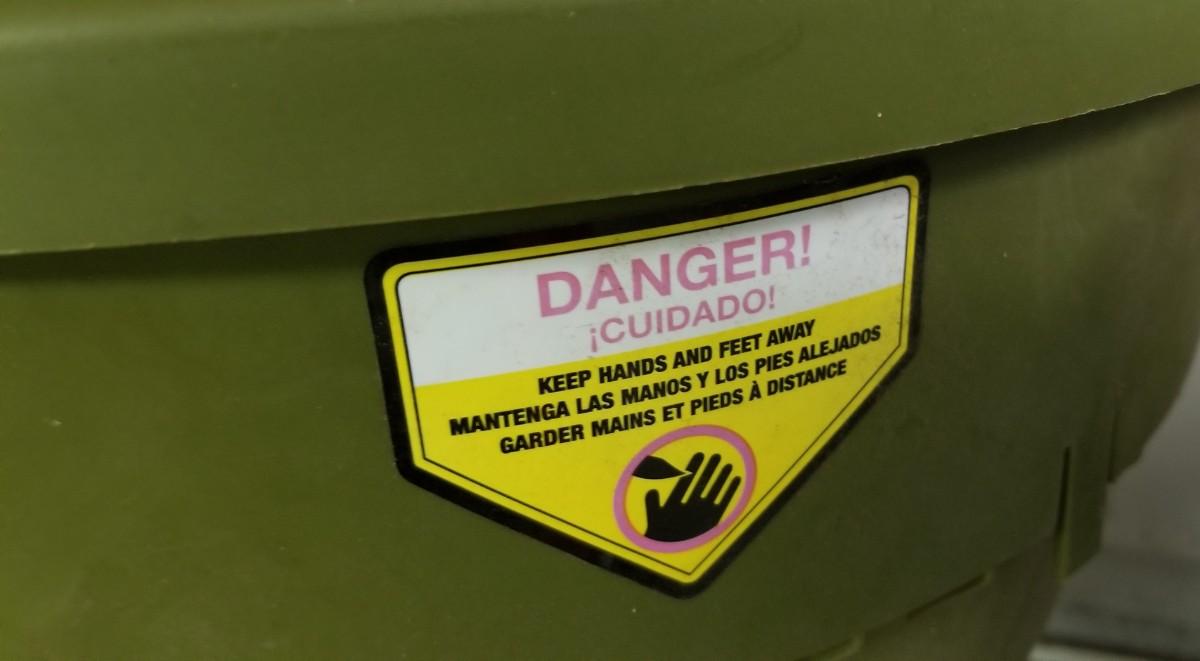 DANGER!
¡CUIDADO!
KEEP HANDS AND FEET AWAY
MANTENGA LAS MANOS Y LOS PIES ALEJADOS
GARDER MAINS ET PIEDS À DISTANCE